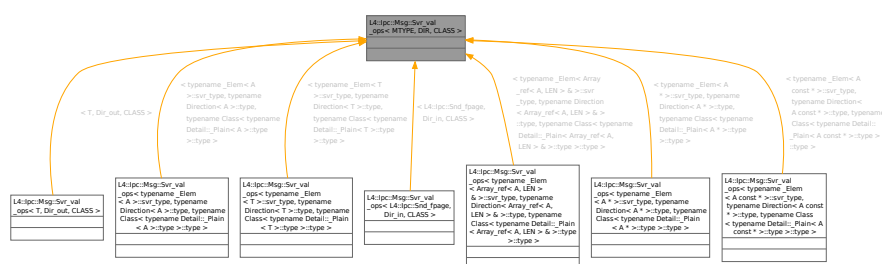 L4::Ipc::Msg::Svr_val
_ops< MTYPE, DIR, CLASS >
< T, Dir_out, CLASS >
< typename _Elem< A
>::svr_type, typename
Direction< A >::type,
typename Class< typename
Detail::_Plain< A >::type
>::type >
< typename _Elem< T
>::svr_type, typename
Direction< T >::type,
typename Class< typename
Detail::_Plain< T >::type
>::type >
< L4::Ipc::Snd_fpage,
Dir_in, CLASS >
< typename _Elem< Array
_ref< A, LEN > & >::svr
_type, typename Direction
< Array_ref< A, LEN > & >
::type, typename Class< typename
Detail::_Plain< Array_ref< A,
LEN > & >::type >::type >
< typename _Elem< A
* >::svr_type, typename
Direction< A * >::type,
typename Class< typename
Detail::_Plain< A * >::type
>::type >
< typename _Elem< A
const * >::svr_type,
typename Direction<
A const * >::type, typename
Class< typename Detail::
_Plain< A const * >::type
>::type >
L4::Ipc::Msg::Svr_val
_ops< T, Dir_out, CLASS >
L4::Ipc::Msg::Svr_val
_ops< typename _Elem
< A >::svr_type, typename
Direction< A >::type, typename
Class< typename Detail::_Plain
< A >::type >::type >
L4::Ipc::Msg::Svr_val
_ops< typename _Elem
< T >::svr_type, typename
Direction< T >::type, typename
Class< typename Detail::_Plain
< T >::type >::type >
L4::Ipc::Msg::Svr_val
_ops< L4::Ipc::Snd_fpage,
Dir_in, CLASS >
L4::Ipc::Msg::Svr_val
_ops< typename _Elem
< Array_ref< A, LEN >
& >::svr_type, typename
Direction< Array_ref< A,
LEN > & >::type, typename
Class< typename Detail::_Plain
< Array_ref< A, LEN > & >::type
>::type >
L4::Ipc::Msg::Svr_val
_ops< typename _Elem
< A * >::svr_type, typename
Direction< A * >::type, typename
Class< typename Detail::_Plain
< A * >::type >::type >
L4::Ipc::Msg::Svr_val
_ops< typename _Elem
< A const * >::svr_type,
typename Direction< A const
* >::type, typename Class
< typename Detail::_Plain< A
const * >::type >::type >